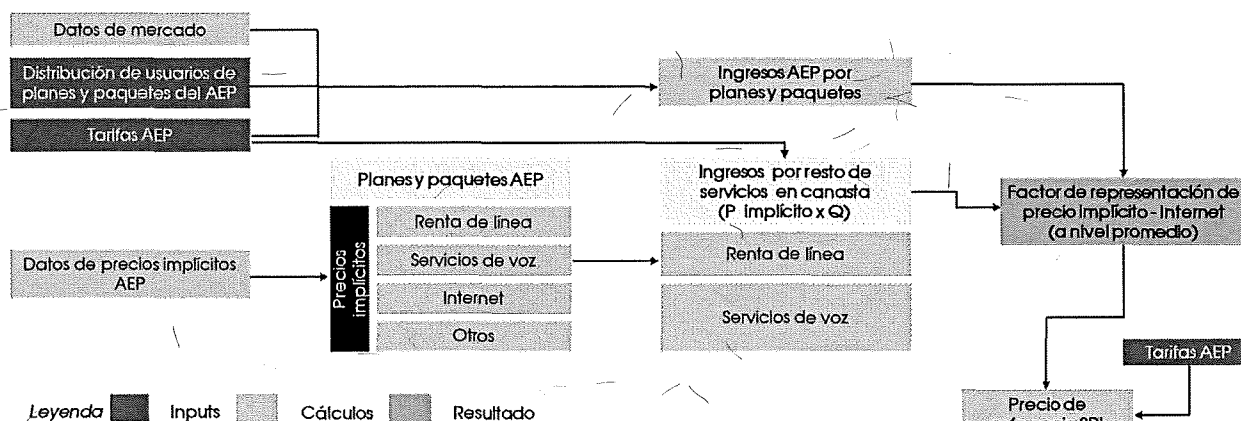 Datos de mercado
Distribución de usuarios de
planes y paquetes del AEP
Tarifas AEP
Ingresos AEP por
planes y paquetes
Planes y paquetes AEP
Ingresos por resto de
servicios en canasta
(P implícito x Q)
Factor de representación de
precio Implícito - Internet
(a nivel promedio)
Datos de precios implícitos
AEP
Precios
implícitos
Renta de línea
Servicios de voz
Internet
Otros
Renta de línea
Servicios de voz
Tarifas AEP
Precio de
Leyenda
Inputs
Cálculos
Resultado